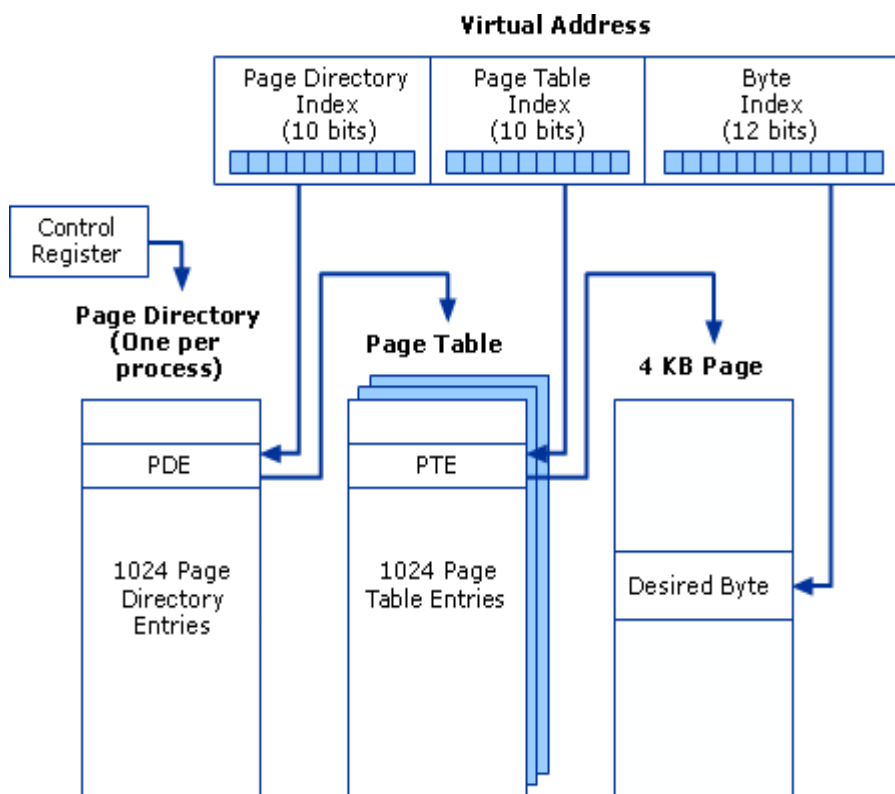 Virtual Address
Page Directory
Index
(10 bits)
Page Table
Index
(10 bits)
Byte
Index
(12 bits)
Control
Register
Page Directory
(One per
process)
Page Table
4 KB Page
PDE
PTE
1024 Page
Directory
Entries
1024 Page
Table Entries
Desired Byte